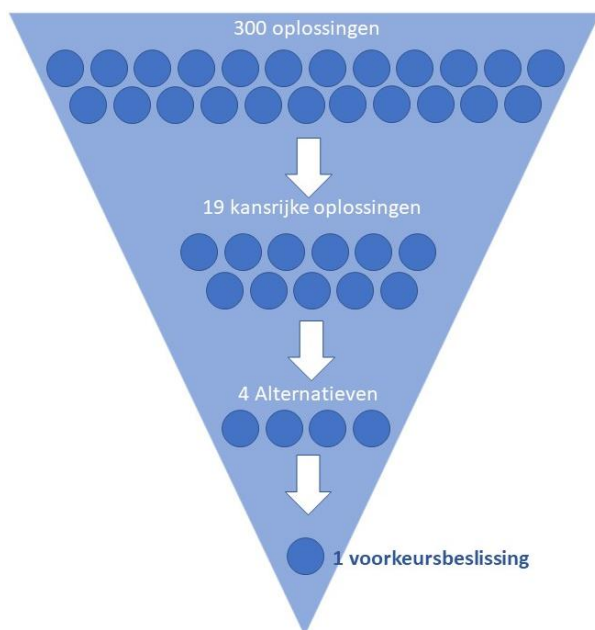 300 oplossingen
19 kansrijke oplossingen
4 Alternatieven
1 voorkeursbeslissing